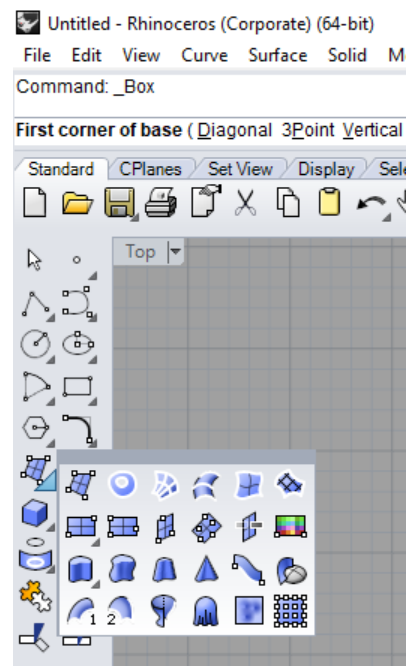 Untitled - Rhinoceros (Corporate) (64-bit)
File Edit View Curve Surface Solid M
Command: _Box
First corner of base ( Diagonal 3Point Vertical
Standard CPlanes Set View Display Sele
Top
1 2